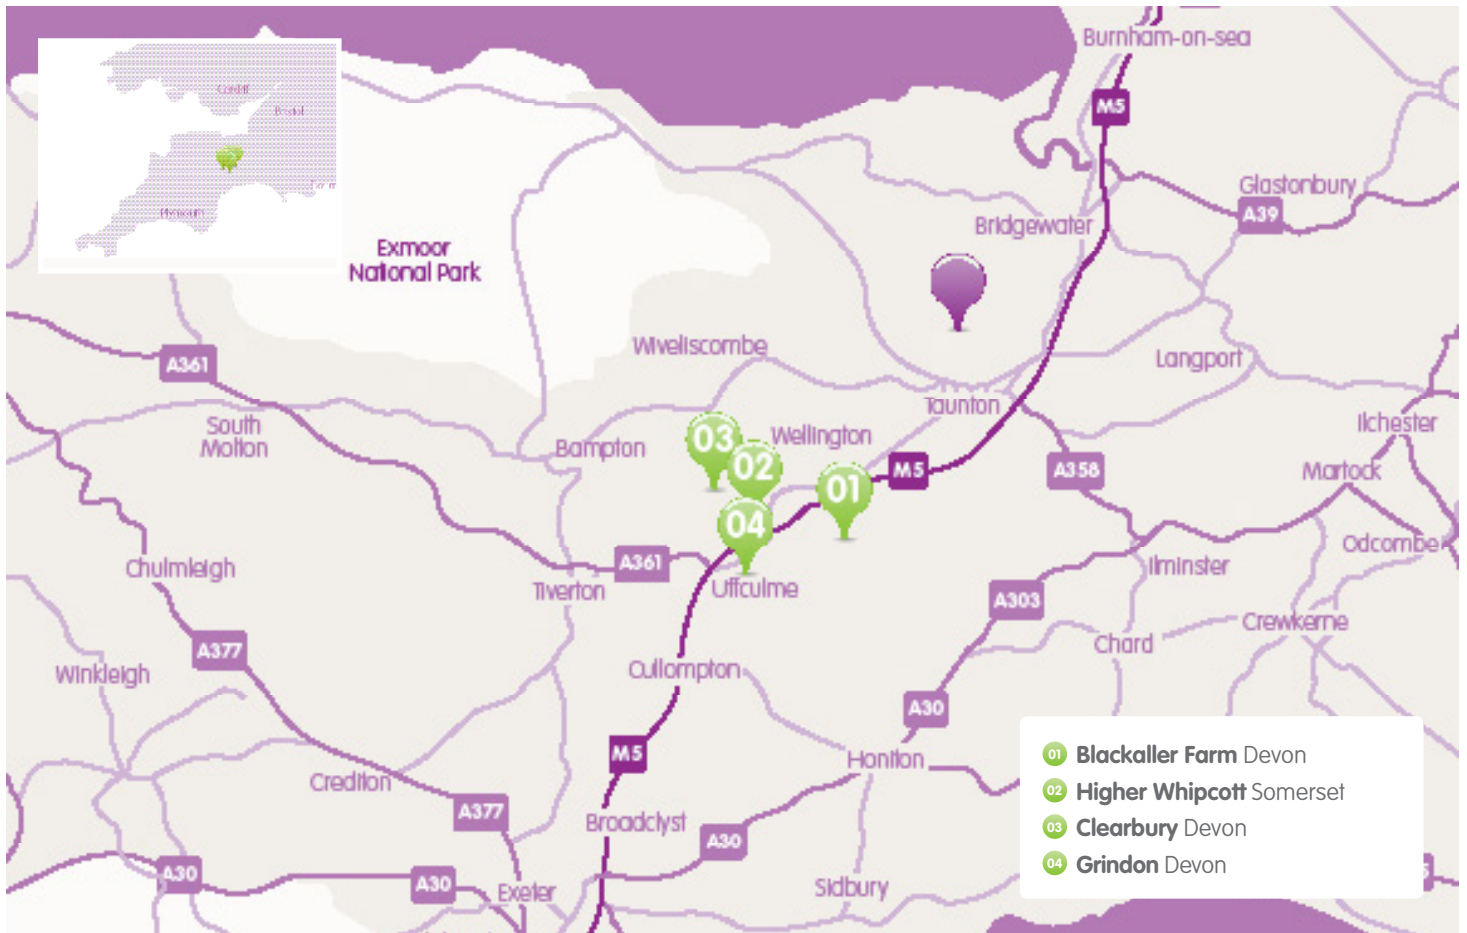 Burnham-on-sea
Cardiff
Bristol
M5
Plymouth
Glastonbury
A39
Bridgewater
Exmoor
National Park
Wiveliscombe
Langport
A361
Taunton
South
Molton
Bampton
03
Wellington
02
01
M5
A358
Ilchester
Martock
04
Odcombe
Chulmleigh
A361
Tiverton
Uffculme
Ilminster
A303
Crewkerne
Chard
A377
Winkleigh
Cullompton
A30
M5
Honiton
Crediton
A377
Broadclyst
A30
A30
A30
Exeter
Sidbury
01 Blackaller Farm Devon
02 Higher Whipcott Somerset
03 Clearbury Devon
04 Grindon Devon